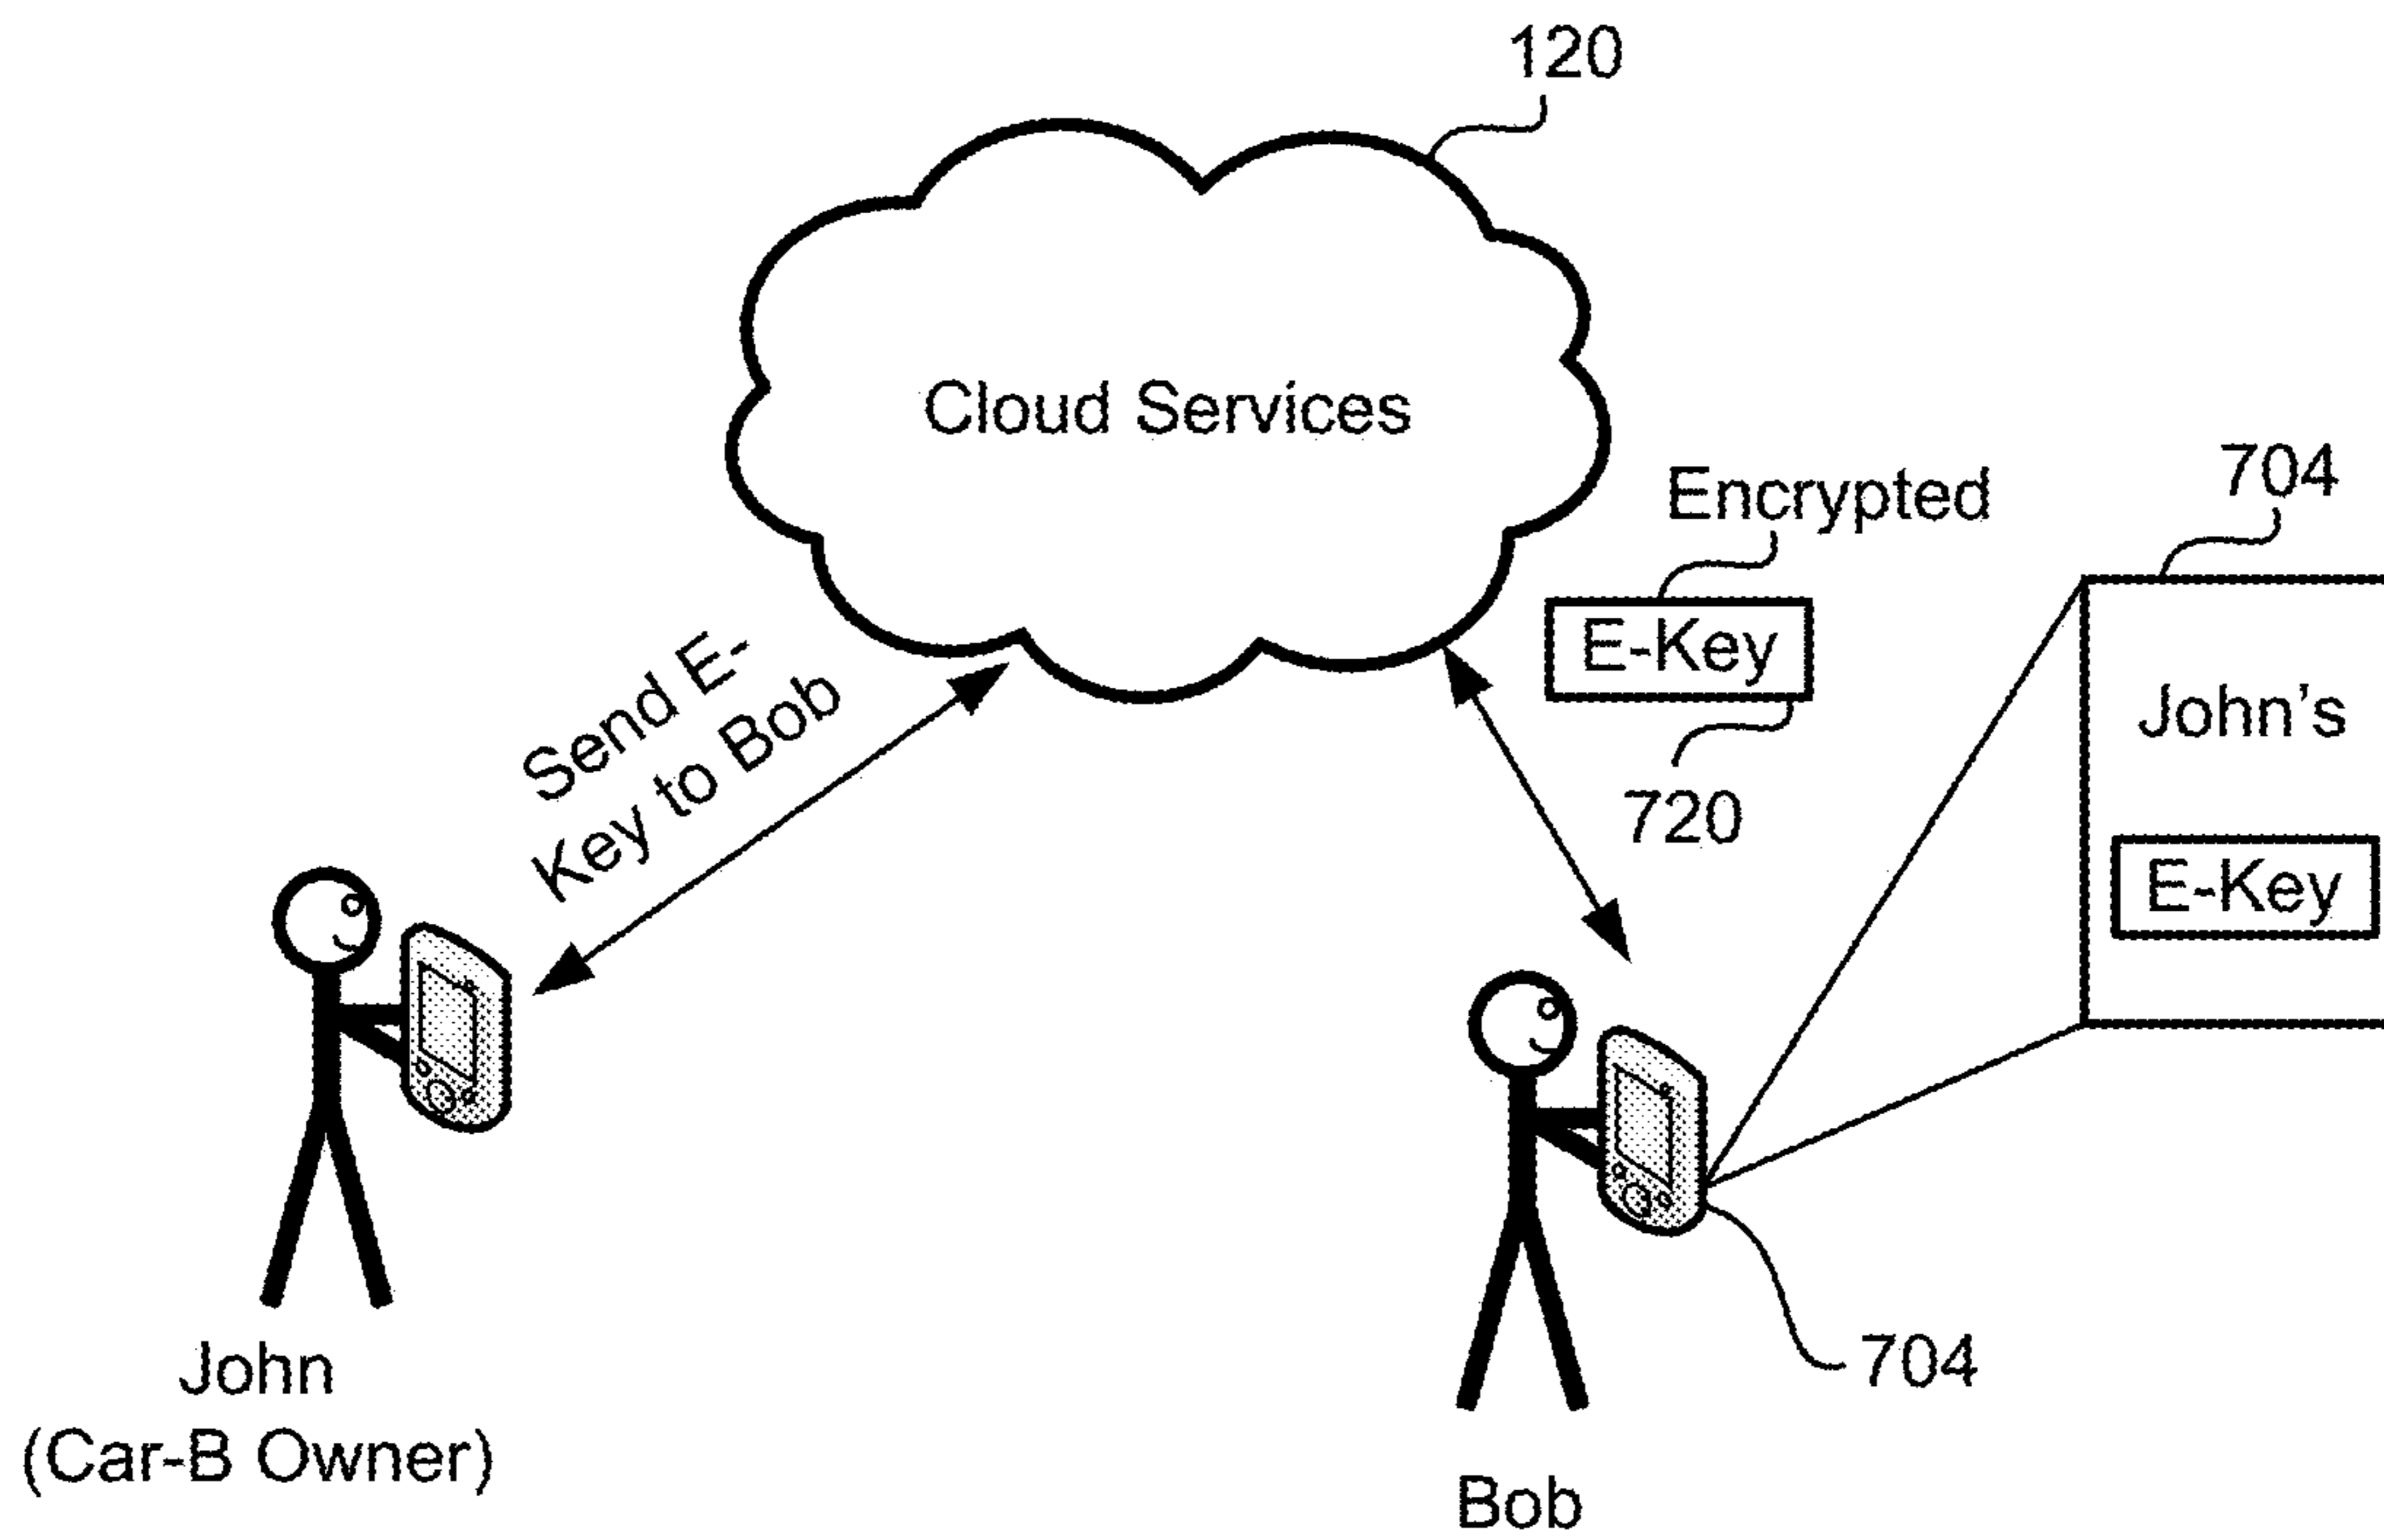 120
Cloud Services
Encrypted
704
E-Key
John's
Send E-
Key to Bob
720
E-Key
704
John
(Car-B Owner)
Bob